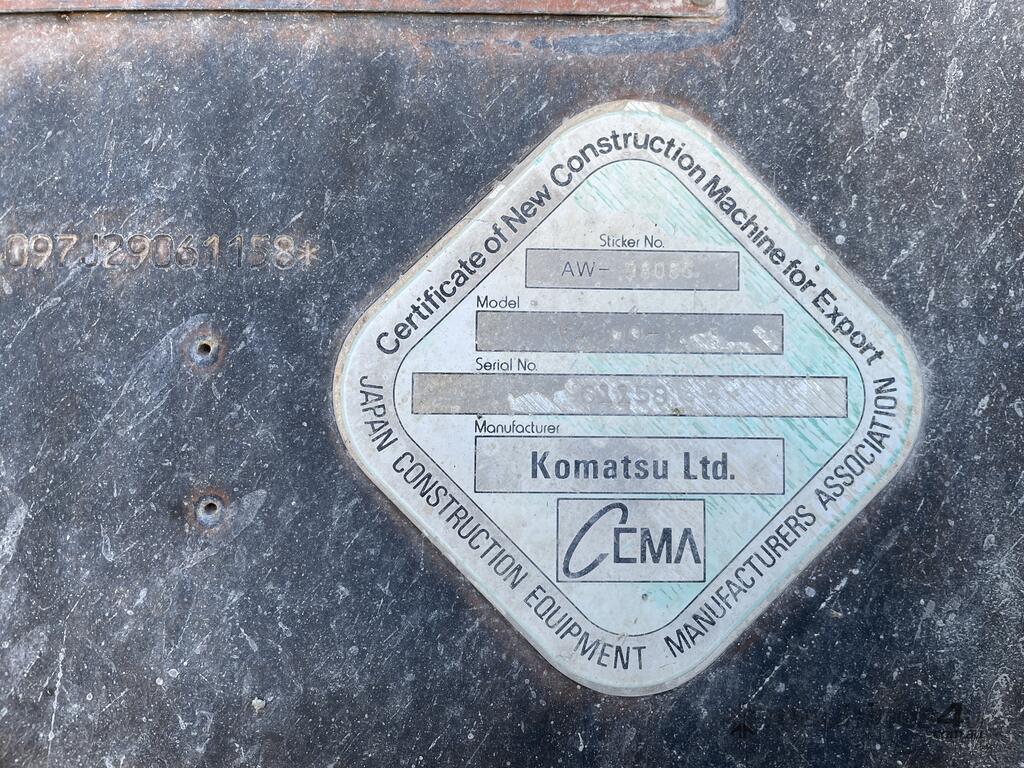 097J29061158*
Certificate of New Construction Machine for Export
Sticker No.
AW-
Model
Serial No.
Manufacturer
Komatsu Ltd.
CEMA
JAPAN CONSTRUCTION EQUIPMENT MANUFACTURERS ASSOCIATION